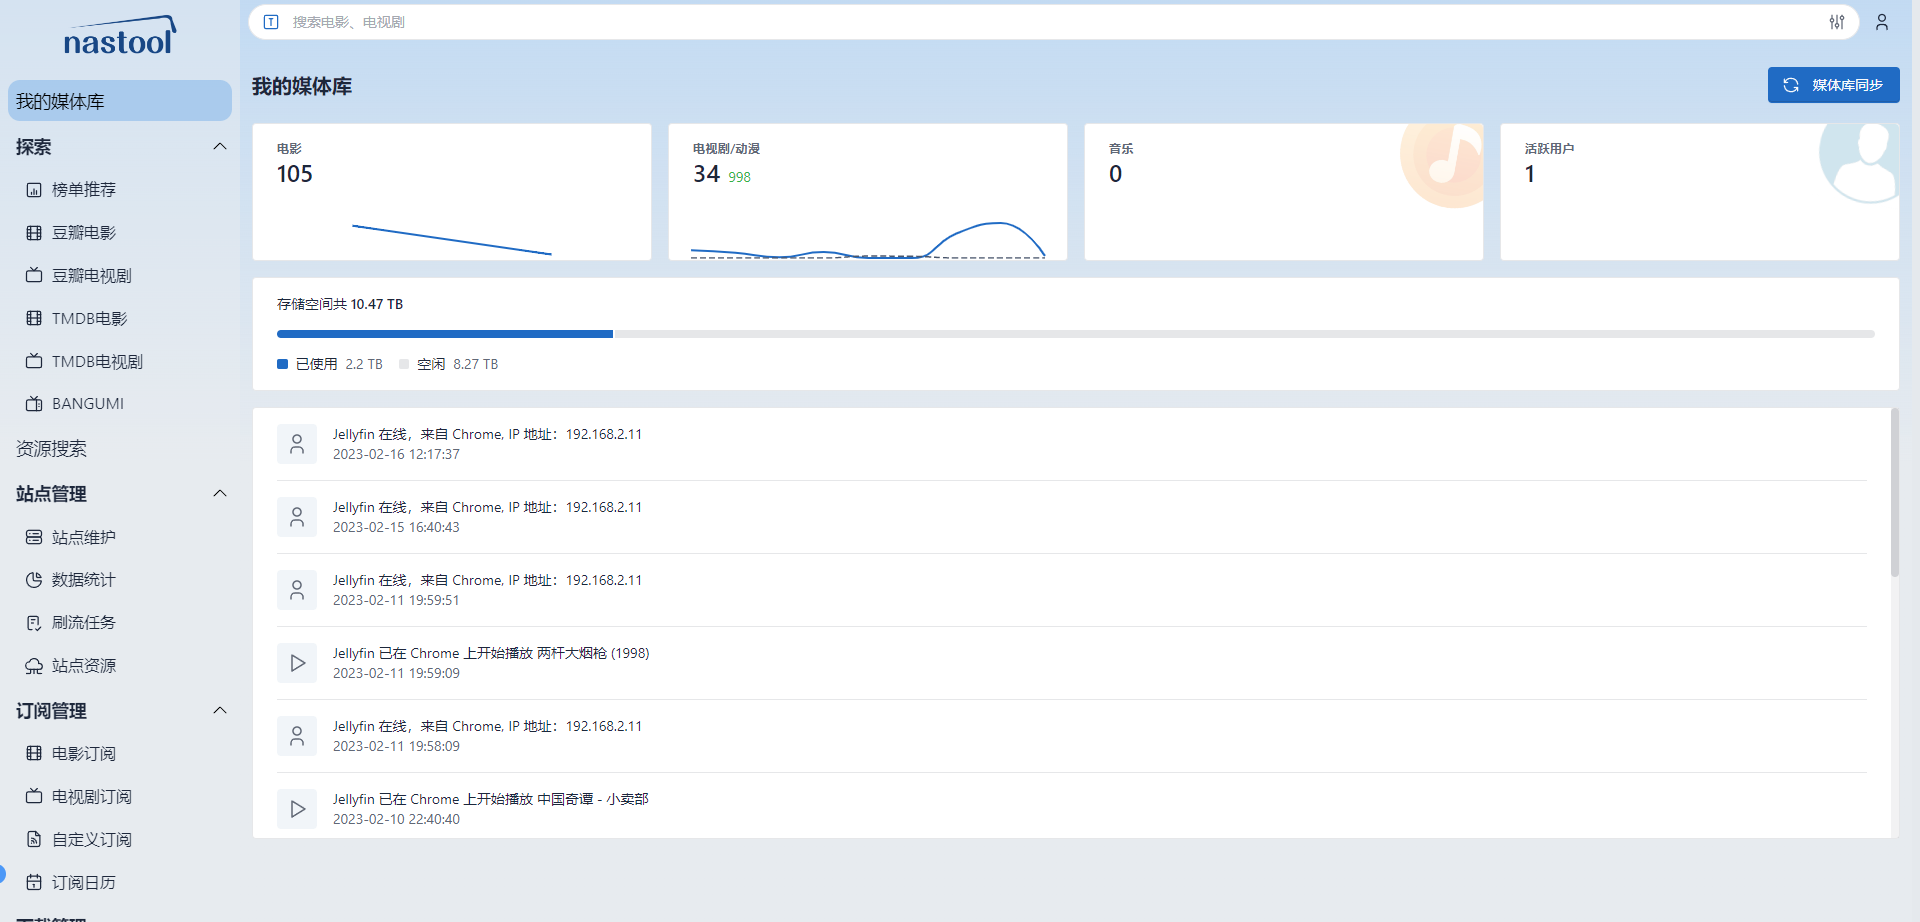 nastool
搜索电影、电视剧
我的媒体库
探索
榜单推荐
豆瓣电影
豆瓣电视剧
TMDB电影
TMDB电视剧
BANGUMI
资源搜索
站点管理
站点维护
数据统计
刷流任务
站点资源
订阅管理
电影订阅
电视剧订阅
自定义订阅
订阅日历
下载管理
我的媒体库
媒体库同步
电影
105
电视剧/动漫
34 998
音乐
0
活跃用户
1
存储空间共 10.47 TB
已使用 2.2 TB 空闲 8.27 TB
Jellyfin 在线，来自 Chrome, IP 地址：192.168.2.11
2023-02-16 12:17:37
Jellyfin 在线，来自 Chrome, IP 地址：192.168.2.11
2023-02-15 16:40:43
Jellyfin 在线，来自 Chrome, IP 地址：192.168.2.11
2023-02-11 19:59:51
Jellyfin 已在 Chrome 上开始播放 两杆大烟枪 (1998)
2023-02-11 19:59:09
Jellyfin 在线，来自 Chrome, IP 地址：192.168.2.11
2023-02-11 19:58:09
Jellyfin 已在 Chrome 上开始播放 中国奇谭 - 小卖部
2023-02-10 22:40:40